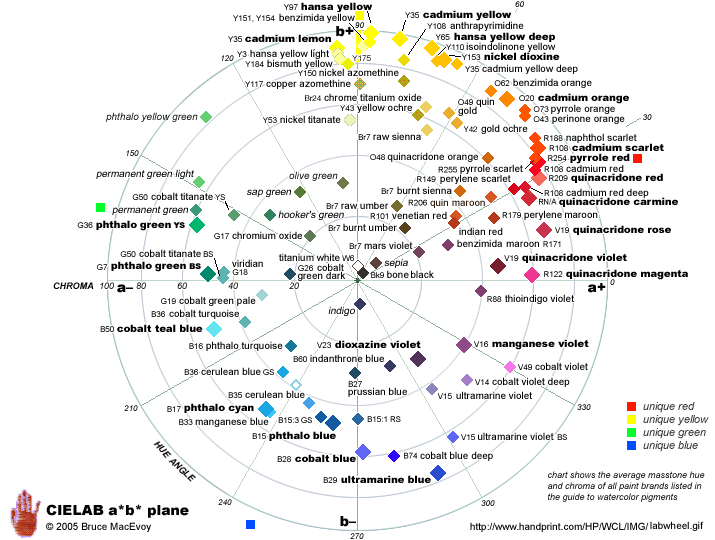 60
Y97 hansa yellow
Y151, Y154 benzimida yellow
90
b+
Y35 cadmium yellow
Y108 anthrapyrimidine
Y35 cadmium lemon
Y65 hansa yellow deep
Y110 isoindolinone yellow
Y3 hansa yellow light
Y175
Y153 nickel dioxine
120
Y184 bismuth yellow
Y35 cadmium yellow deep
Y150 nickel azomethine
Y117 copper azomethine
O62 benzimida orange
Br24 chrome titanium oxide
O49 quin gold
O20 cadmium orange
Y43 yellow ochre
O73 pyrrole orange
phthalo yellow green
Y53 nickel titanate
O43 perinone orange
30
Y42 gold ochre
Br7 raw sienna
R188 naphthol scarlet
R108 cadmium scarlet
150
O48 quinacridone orange
R254 pyrrole red
R255 pyrrole scarlet
R108 cadmium red
permanent green light
olive green
R149 perylene scarlet
R209 quinacridone red
sap green
Br7 burnt sienna
R108 cadmium red deep
G50 cobalt titanate YS
Br7 raw umber
R206 quin maroon
RN/A quinacridone carmine
permanent green
hooker's green
R101 venetian red
R179 perylene maroon
G36 phthalo green YS
Br7 burnt umber
indian red
V19 quinacridone rose
G17 chromium oxide
Br7 mars violet
benzimida maroon R171
G50 cobalt titanate BS
titanium white W6
G7 phthalo green BS
viridian
G18
G26 cobalt green dark
sepia
Bk9 bone black
V19 quinacridone violet
R122 quinacridone magenta
CHROMA
100
a–
80
60
40
20
a+
0
G19 cobalt green pale
indigo
R88 thioindigo violet
B36 cobalt turquoise
B50 cobalt teal blue
B16 phthalo turquoise
V23 dioxazine violet
V16 manganese violet
B60 indanthrone blue
B36 cerulean blue GS
B27 prussian blue
V49 cobalt violet
V14 cobalt violet deep
B35 cerulean blue
V15 ultramarine violet
210
B17 phthalo cyan
330
B33 manganese blue
B15:3 GS
B15:1 RS
unique red
unique yellow
unique green
unique blue
B15 phthalo blue
V15 ultramarine violet BS
B28 cobalt blue
B74 cobalt blue deep
HUE ANGLE
B29 ultramarine blue
chart shows the average masstone hue
and chroma of all paint brands listed in
the guide to watercolor pigments
240
300
CIELAB a*b* plane
© 2005 Bruce MacEvoy
b–
270
http://www.handprint.com/HP/WCL/IMG/labwheel.gif